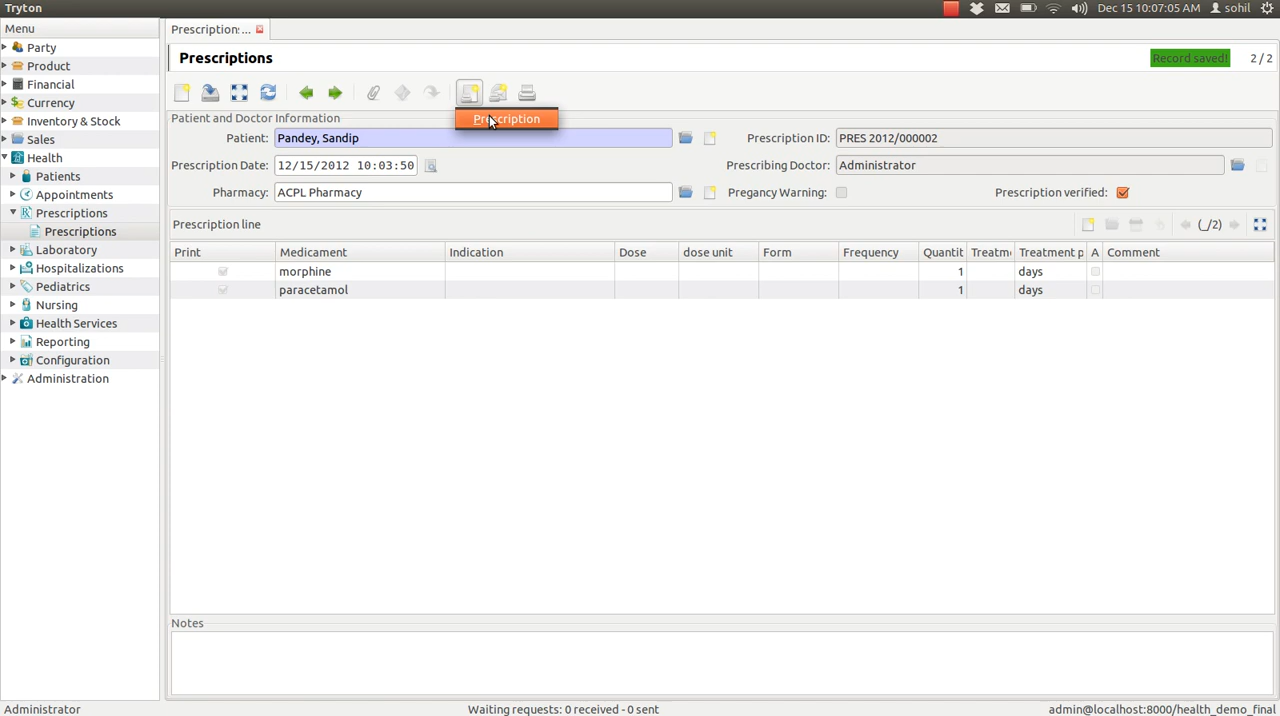 Tryton
Dec 15 10:07:05 AM sohil
Menu
Party
Product
Financial
Currency
Inventory & Stock
Sales
Health
Patients
Appointments
Prescriptions
Prescriptions
Laboratory
Hospitalizations
Pediatrics
Nursing
Health Services
Reporting
Configuration
Administration
Prescription: ...
Prescriptions
Record saved!
2 / 2
Prescription
Patient and Doctor Information
Patient: Pandey, Sandip
Prescription ID: PRES 2012/000002
Prescription Date: 12/15/2012 10:03:50
Prescribing Doctor: Administrator
Pharmacy: ACPL Pharmacy
Pregancy Warning:
Prescription verified:
Prescription line
(_/2)
Print Medicament Indication Dose dose unit Form Frequency Quantit Treatm Treatment p A Comment
morphine 1 days
paracetamol 1 days
Notes
Administrator
Waiting requests: 0 received - 0 sent
admin@localhost:8000/health_demo_final